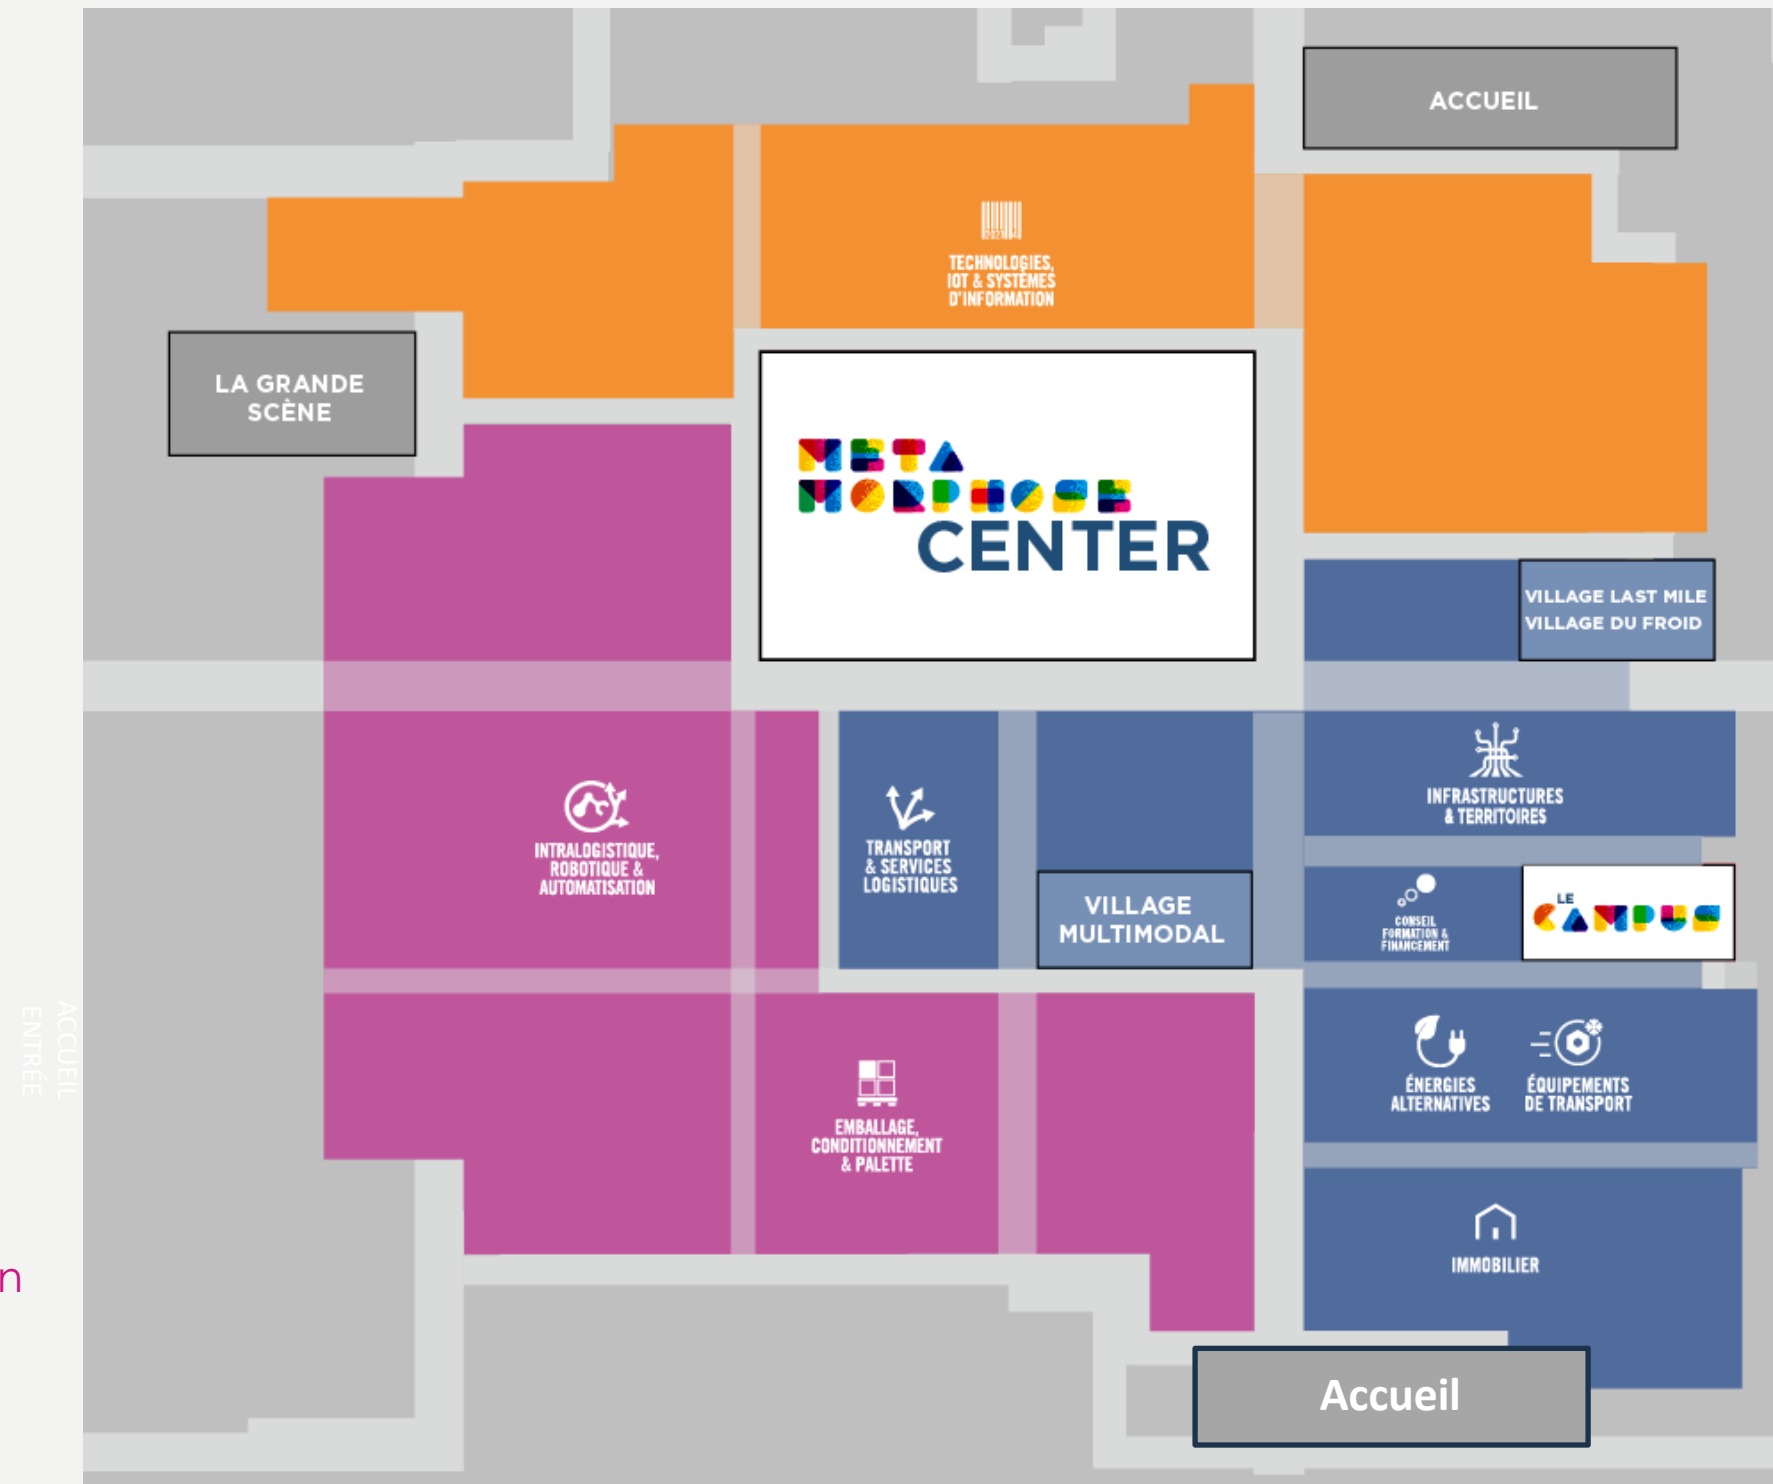 ACCUEIL
TECHNOLOGIES,
IOT & SYSTÈMES
D'INFORMATION
LA GRANDE
SCÈNE
META
MORPHOSE
CENTER
VILLAGE LAST MILE
VILLAGE DU FROID
INFRASTRUCTURES
& TERRITOIRES
INTRALOGISTIQUE,
ROBOTIQUE &
AUTOMATISATION
TRANSPORT
& SERVICES
LOGISTIQUES
VILLAGE
MULTIMODAL
CONSEIL
FORMATION &
FINANCEMENT
LE
CAMPUS
ACCUEIL
ENTRÉE
ÉNERGIES
ALTERNATIVES
ÉQUIPEMENTS
DE TRANSPORT
EMBALLAGE,
CONDITIONNEMENT
& PALETTE
n
IMMOBILIER
Accueil